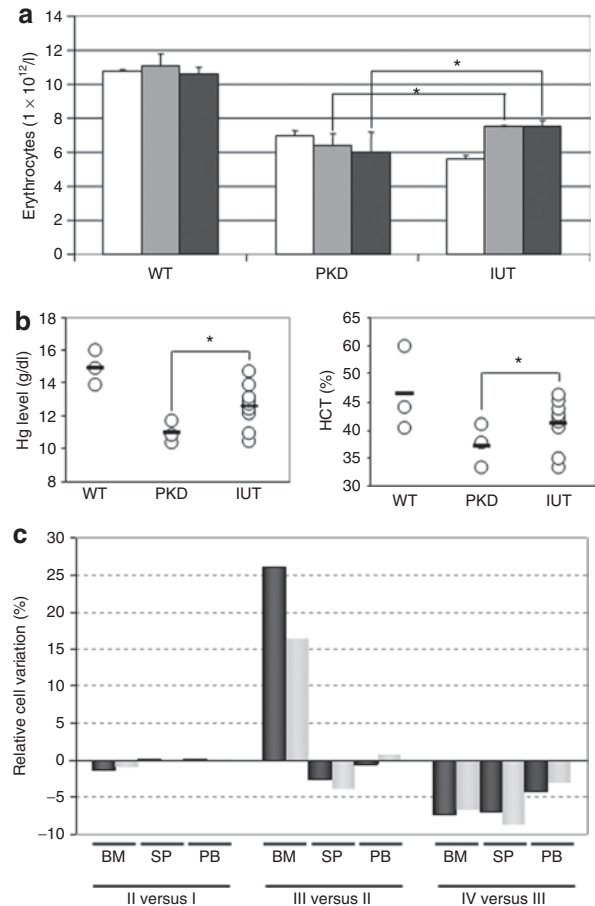 a
Erythrocytes (1 × 10¹²/l)
14
12
10
8
6
4
2
0
*
*
WT
PKD
IUT
b
Hg level (g/dl)
18
16
14
12
10
8
*
WT
PKD
IUT
HCT (%)
65
60
55
50
45
40
35
30
*
WT
PKD
IUT
c
Relative cell variation (%)
30
25
20
15
10
5
0
−5
−10
BM SP PB BM SP PB BM SP PB
II versus I III versus II IV versus III